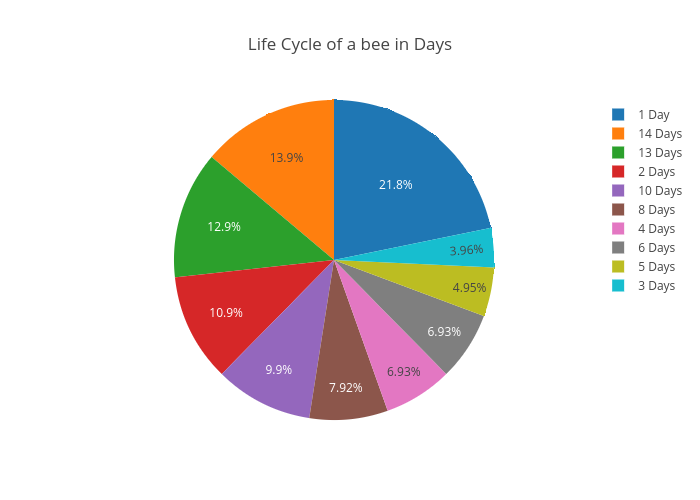 Life Cycle of a bee in Days
21.8%
3.96%
4.95%
6.93%
6.93%
7.92%
9.9%
10.9%
12.9%
13.9%
1 Day
14 Days
13 Days
2 Days
10 Days
8 Days
4 Days
6 Days
5 Days
3 Days